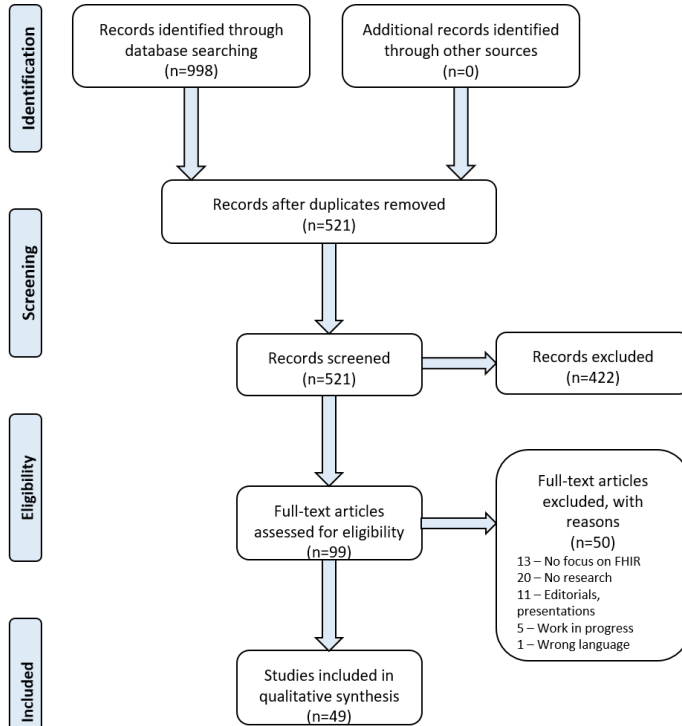 Identification
Records identified through
database searching
(n=998)
Additional records identified
through other sources
(n=0)
Screening
Records after duplicates removed
(n=521)
Records screened
(n=521)
Records excluded
(n=422)
Eligibility
Full-text articles
assessed for eligibility
(n=99)
Full-text articles
excluded, with
reasons
(n=50)
13 – No focus on FHIR
20 – No research
11 – Editorials,
presentations
5 – Work in progress
1 – Wrong language
Included
Studies included in
qualitative synthesis
(n=49)